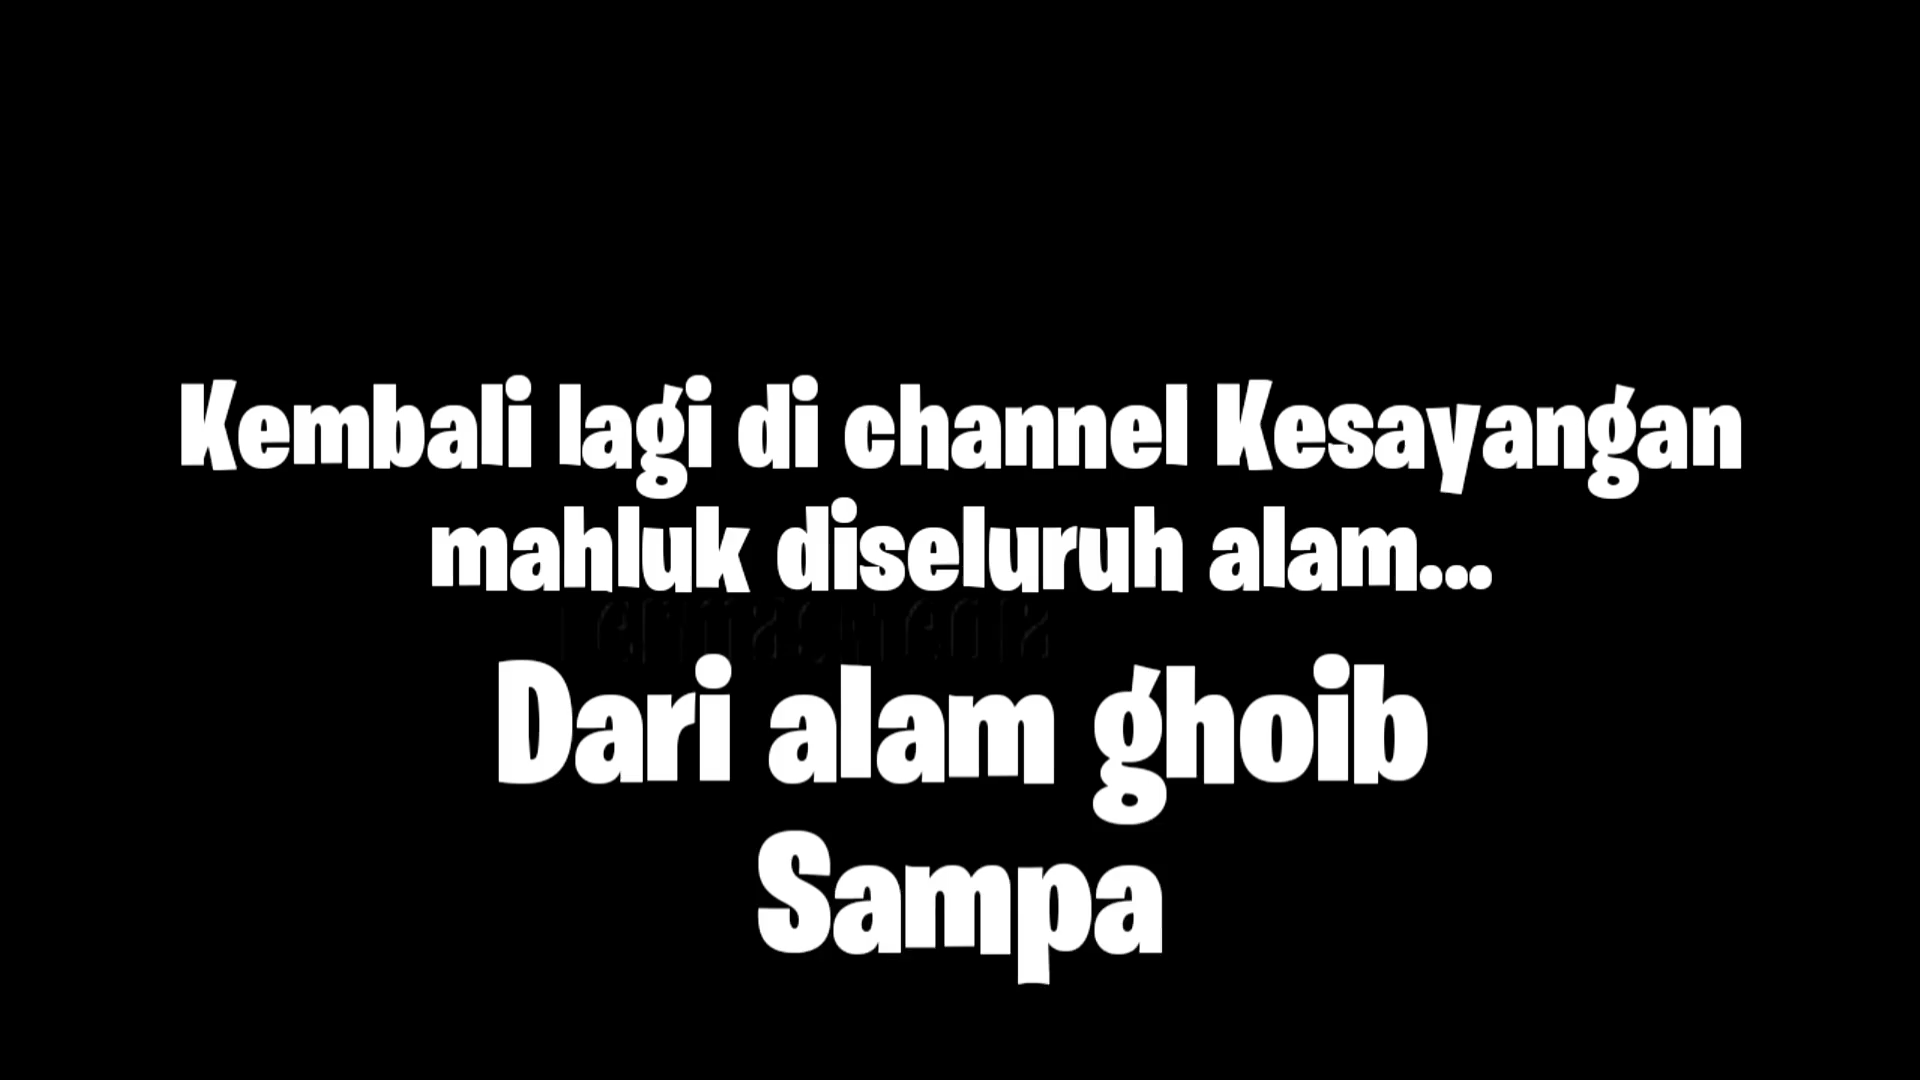 Kembali lagi di channel Kesayangan
mahluk diseluruh alam...
Dari alam ghoib
Sampa